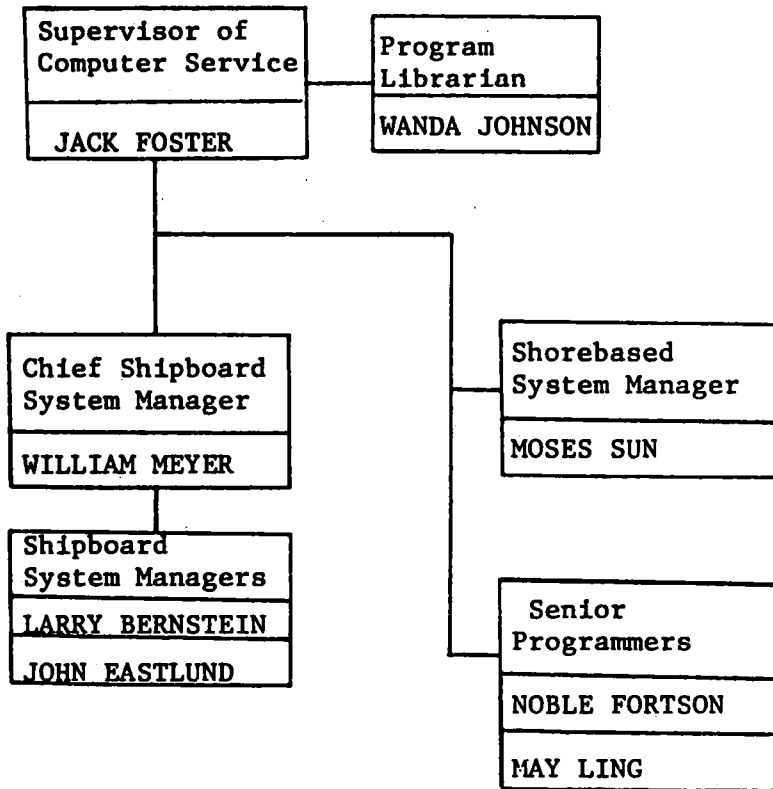 Supervisor of
Computer Service
JACK FOSTER
Program
Librarian
WANDA JOHNSON
Chief Shipboard
System Manager
WILLIAM MEYER
Shipboard
System Managers
LARRY BERNSTEIN
JOHN EASTLUND
Shorebased
System Manager
MOSES SUN
Senior
Programmers
NOBLE FORTSON
MAY LING